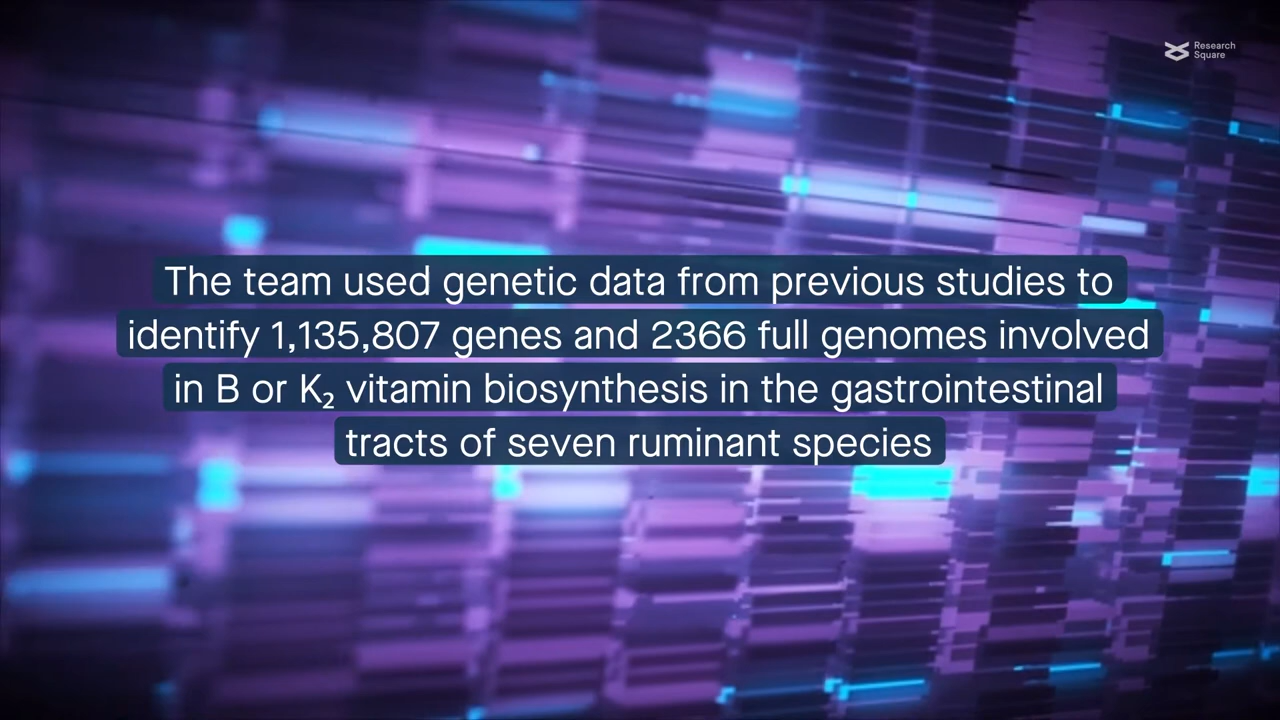 Research
Square
The team used genetic data from previous studies to
identify 1,135,807 genes and 2366 full genomes involved
in B or K₂ vitamin biosynthesis in the gastrointestinal
tracts of seven ruminant species